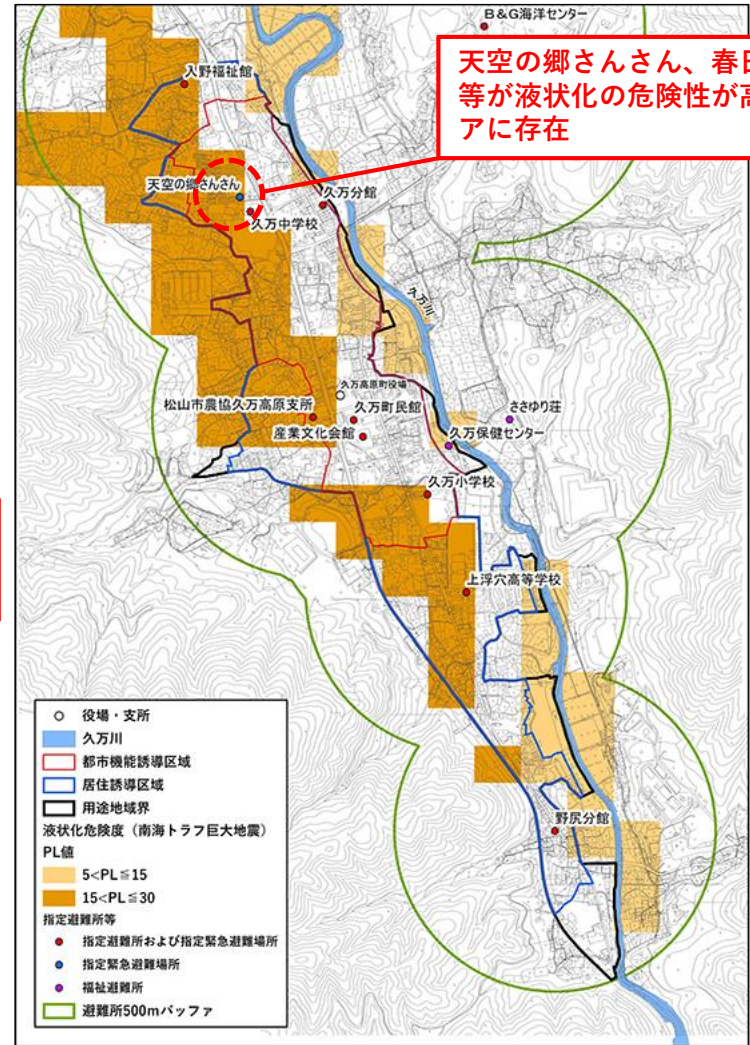 B&G海洋センター
天空の郷さんさん、春日
等が液状化の危険性が高
アに存在
入野福祉館
天空の郷さんさん
久万分館
久万中学校
久万川
久万高原町役場
松山市農協久万高原支所
久万町民館
ささゆり荘
産業文化会館
久万保健センター
久万小学校
上浮穴高等学校
野尻分館
役場・支所
久万川
都市機能誘導区域
居住誘導区域
用途地域界
液状化危険度（南海トラフ巨大地震）
PL値
5<PL≦15
15<PL≦30
指定避難所等
指定避難所および指定緊急避難場所
指定緊急避難場所
福祉避難所
避難所500mバッファ